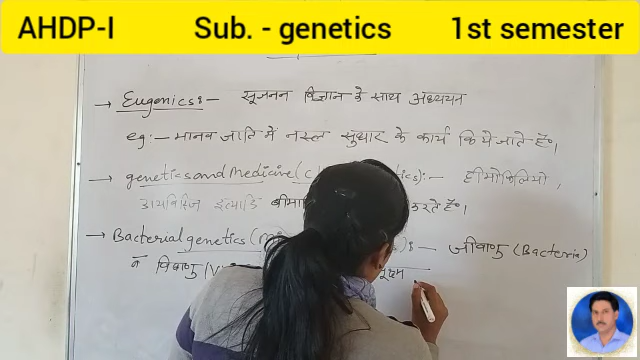 AHDP-I Sub. - genetics 1st semester
→ Eugenics:- सूजनन विज्ञान के साथ अध्ययन
eg:- मानव जाति में नस्ल सुधार के कार्य किये जाते हैं।
→ genetics and Medicine( :- हीमोफिलियो,
डायबिटिज इत्यादि करते हैं।
→ Bacterial genetics( :- जीवाणु (Bacteria)
व विषाणु